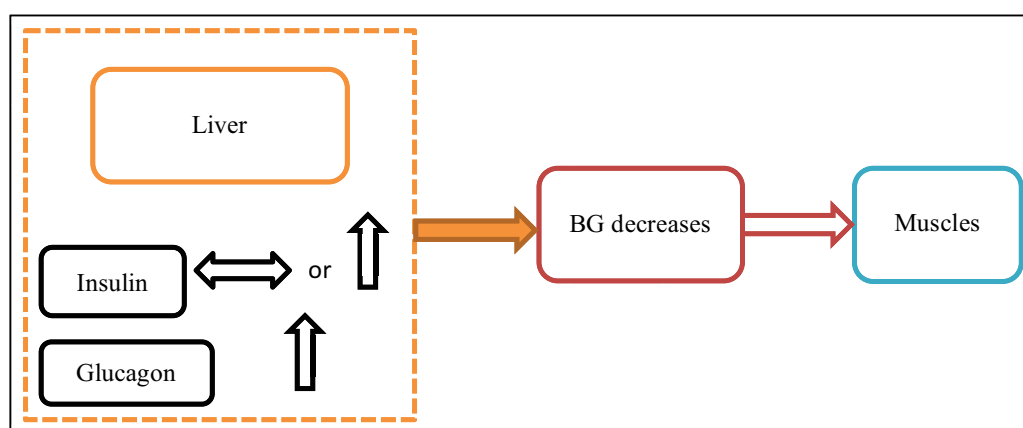 Liver
BG decreases
Muscles
Insulin
or
Glucagon